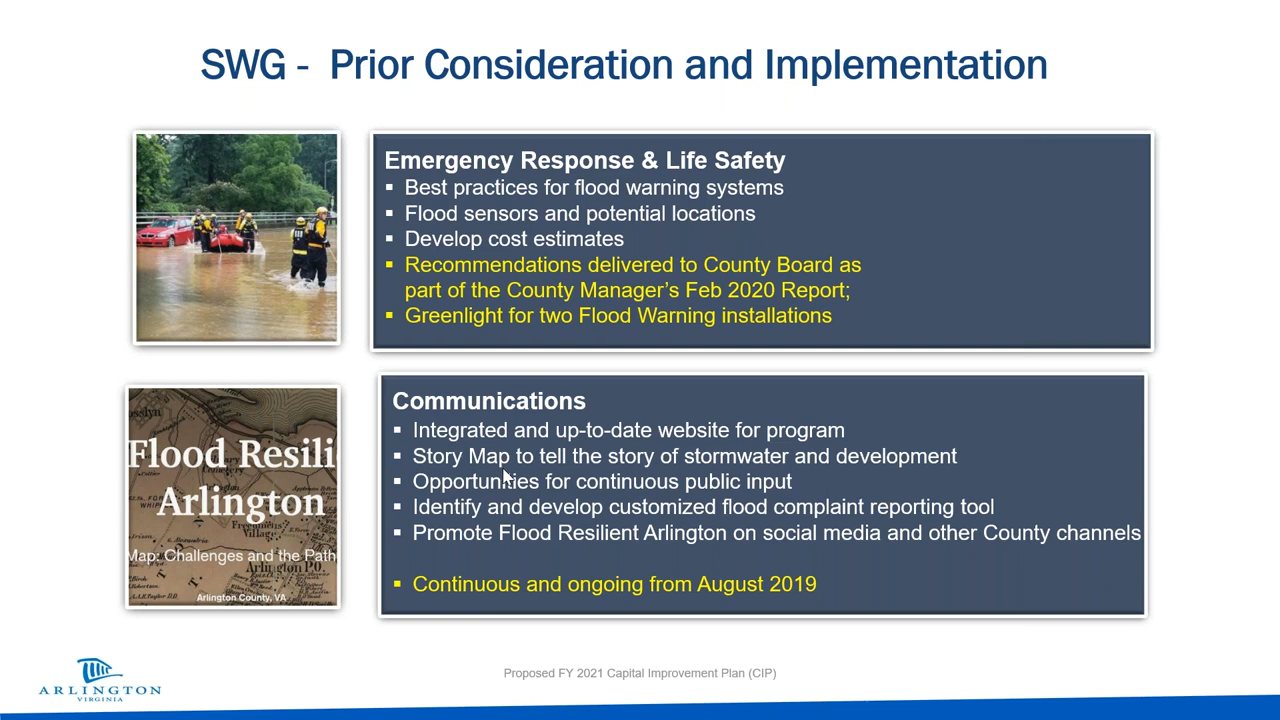 SWG - Prior Consideration and Implementation
Emergency Response & Life Safety
▪ Best practices for flood warning systems
▪ Flood sensors and potential locations
▪ Develop cost estimates
▪ Recommendations delivered to County Board as
part of the County Manager’s Feb 2020 Report;
▪ Greenlight for two Flood Warning installations
Flood Resili
Arlington
Map: Challenges and the Path
Freedmens
Village
Arlington P.O.
Arlington County, VA
Communications
▪ Integrated and up-to-date website for program
▪ Story Map to tell the story of stormwater and development
▪ Opportunities for continuous public input
▪ Identify and develop customized flood complaint reporting tool
▪ Promote Flood Resilient Arlington on social media and other County channels
▪ Continuous and ongoing from August 2019
Proposed FY 2021 Capital Improvement Plan (CIP)
ARLINGTON
VIRGINIA